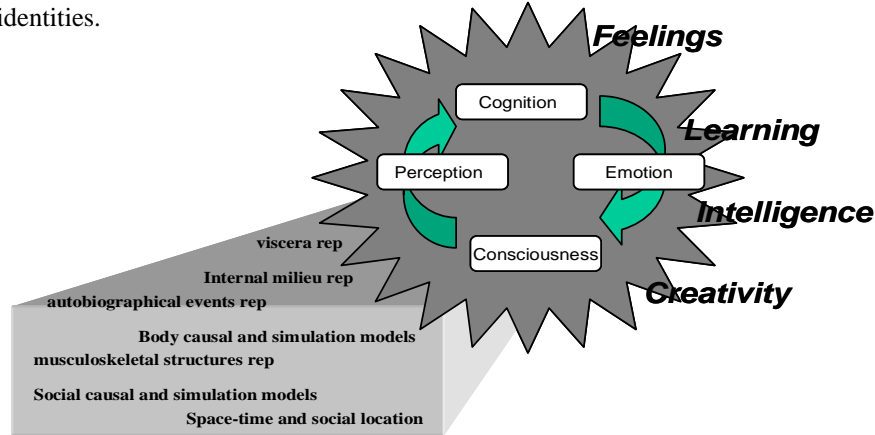 identities.
Feelings
Cognition
Learning
Perception
Emotion
Intelligence
Consciousness
viscera rep
Internal milieu rep
Creativity
autobiographical events rep
Body causal and simulation models
musculoskeletal structures rep
Social causal and simulation models
Space-time and social location